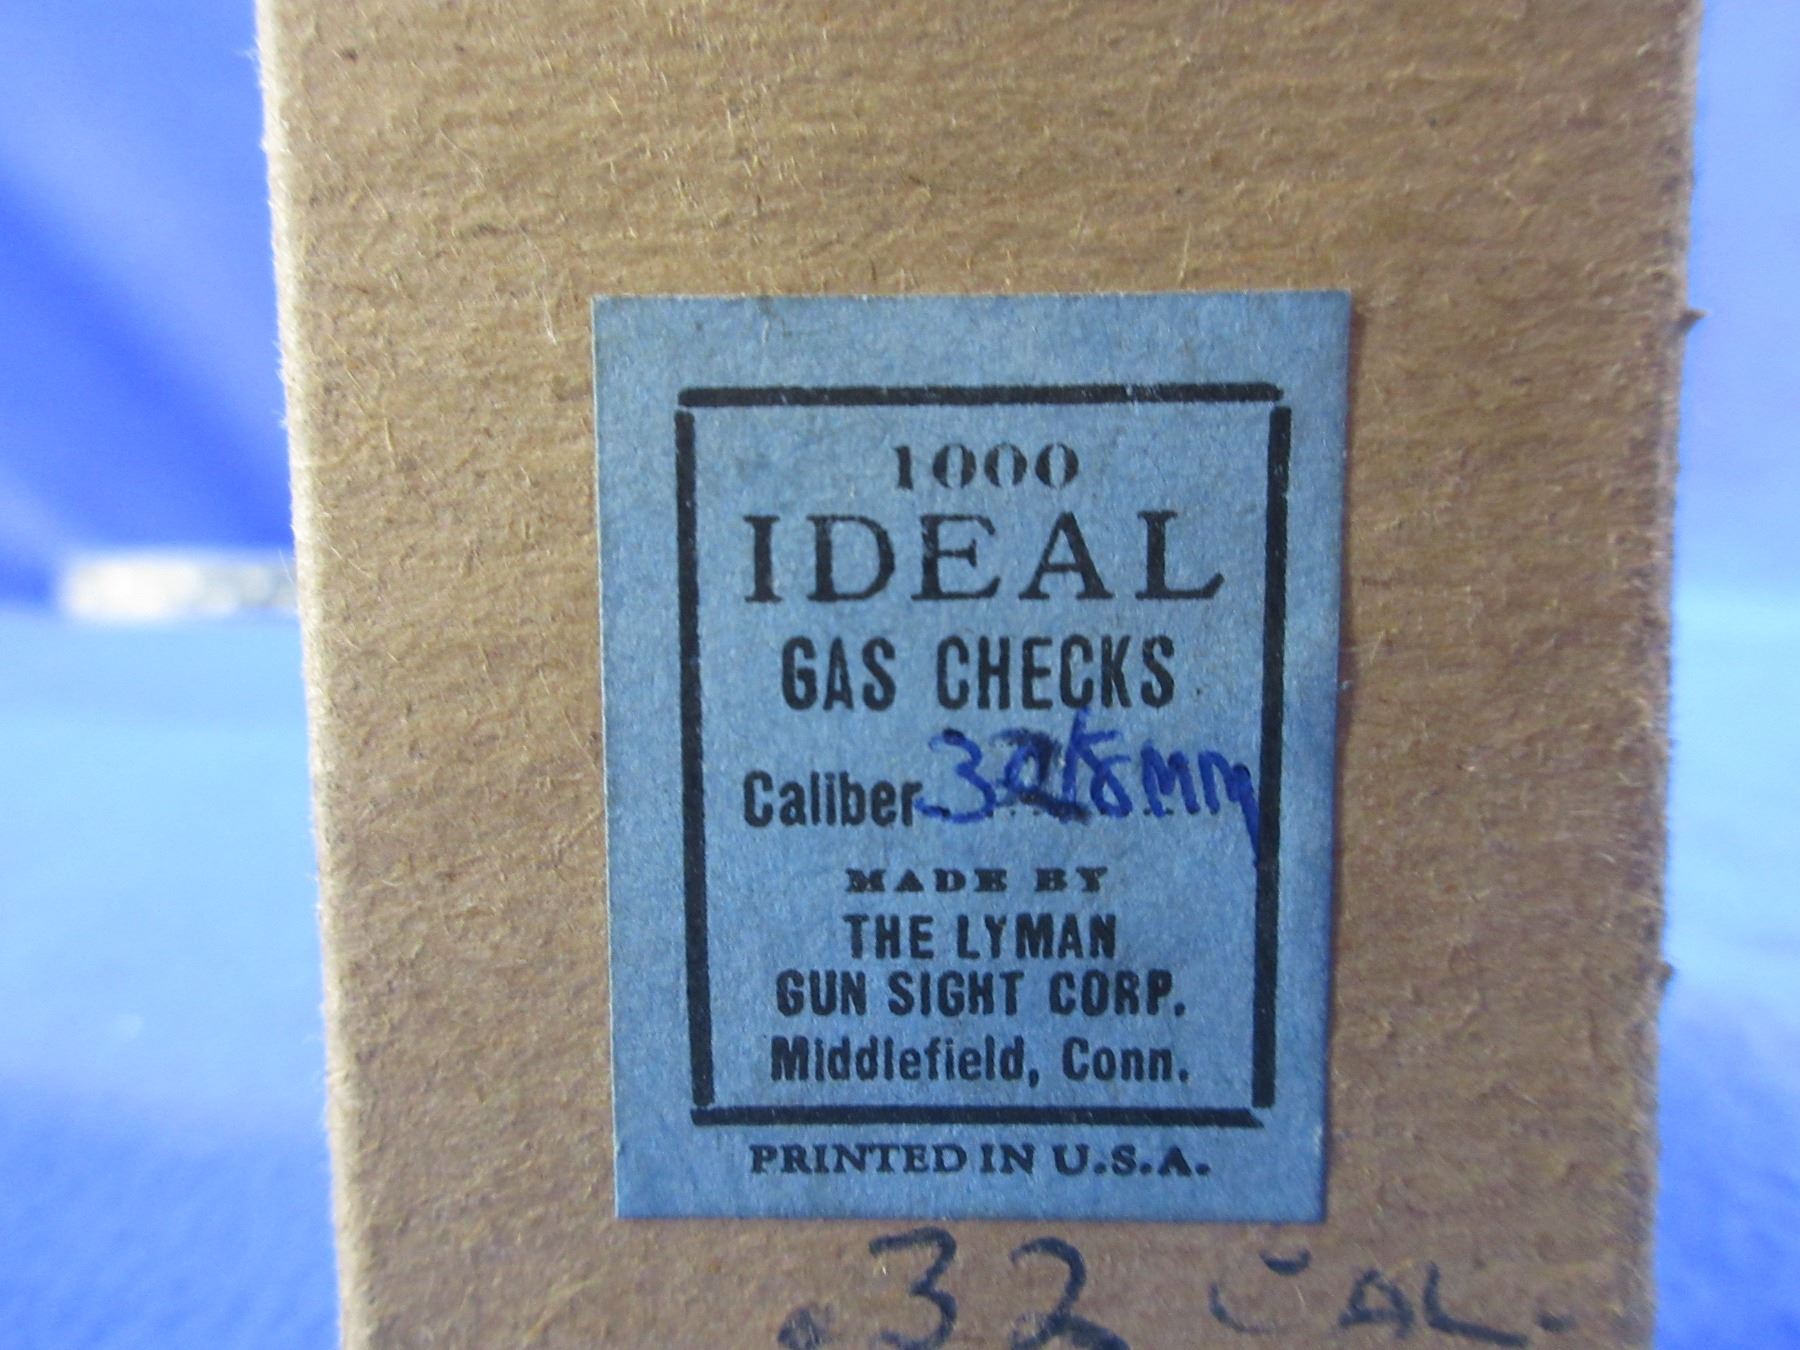 1000
IDEAL
GAS CHECKS
Caliber 32/8mm
MADE BY
THE LYMAN
GUN SIGHT CORP.
Middlefield, Conn.
PRINTED IN U.S.A.
.32 CAL.